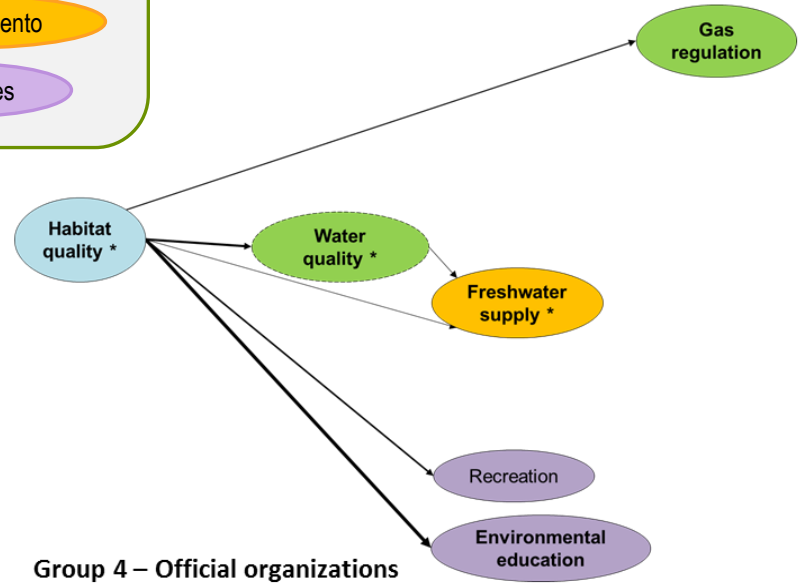 ento
es
Gas
regulation
Habitat
quality *
Water
quality *
Freshwater
supply *
Recreation
Environmental
education
Group 4 – Official organizations